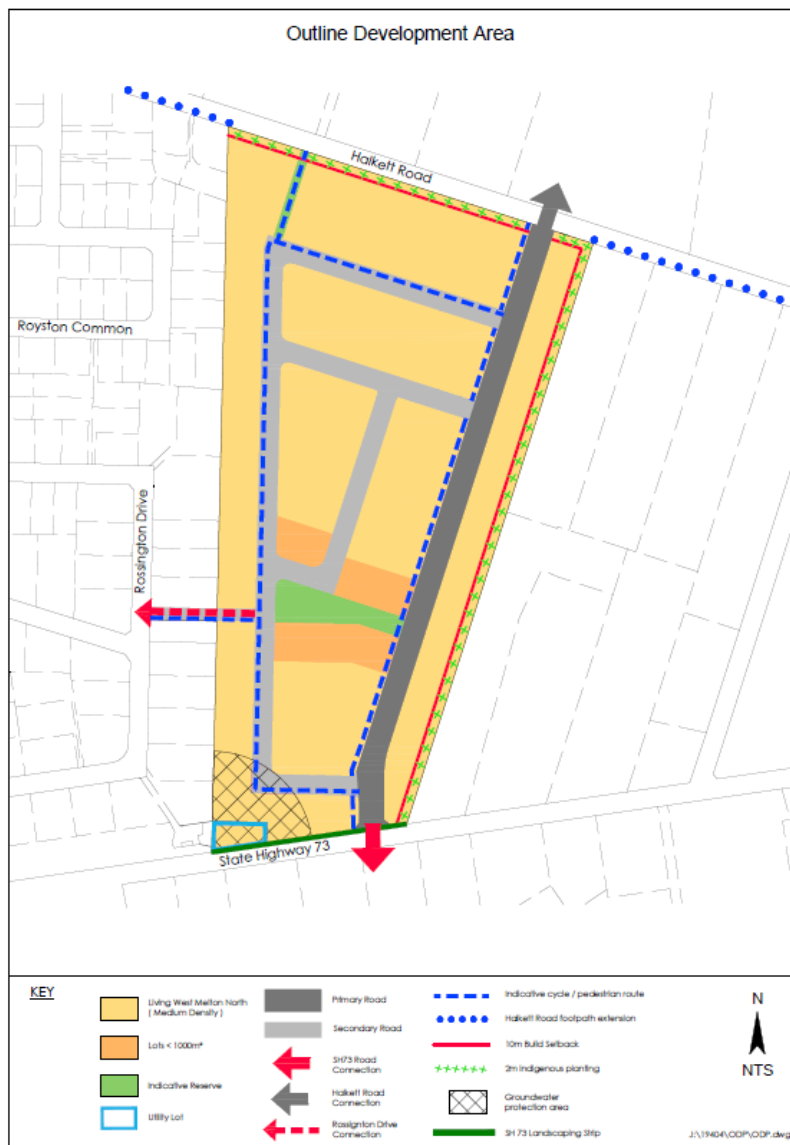 Outline Development Area
Halkett Road
Royston Common
Rossington Drive
State Highway 73
KEY
Living West Melton North
( Medium Density )
Lots < 1000m²
Indicative Reserve
Utility Lot
Primary Road
Secondary Road
SH73 Road
Connection
Halkett Road
Connection
Rossignton Drive
Connection
Indicative cycle / pedestrian route
Halkett Road footpath extension
10m Build Setback
2m Indigenous planting
Groundwater
protection area
SH 73 Landscaping Strip
N
NTS
J:\19404\ODP\ODP.dwg